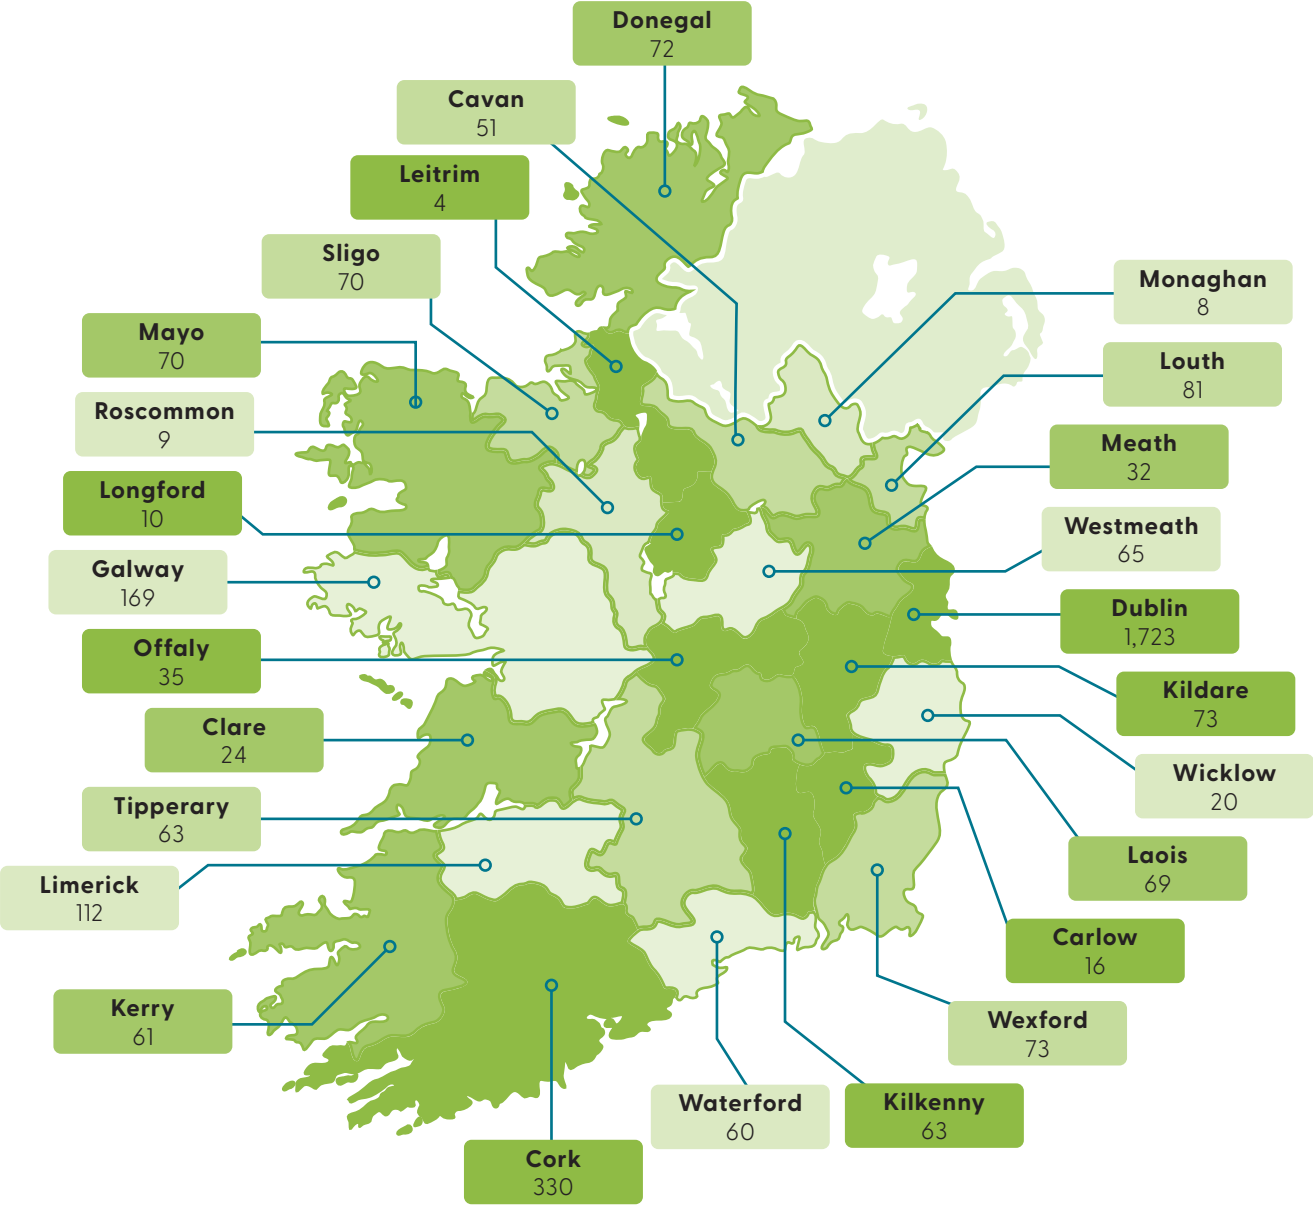 Donegal
72
Cavan
51
Leitrim
4
Sligo
70
Mayo
70
Roscommon
9
Longford
10
Galway
169
Offaly
35
Clare
24
Tipperary
63
Limerick
112
Kerry
61
Cork
330
Monaghan
8
Louth
81
Meath
32
Westmeath
65
Dublin
1,723
Kildare
73
Wicklow
20
Laois
69
Carlow
16
Wexford
73
Kilkenny
63
Waterford
60